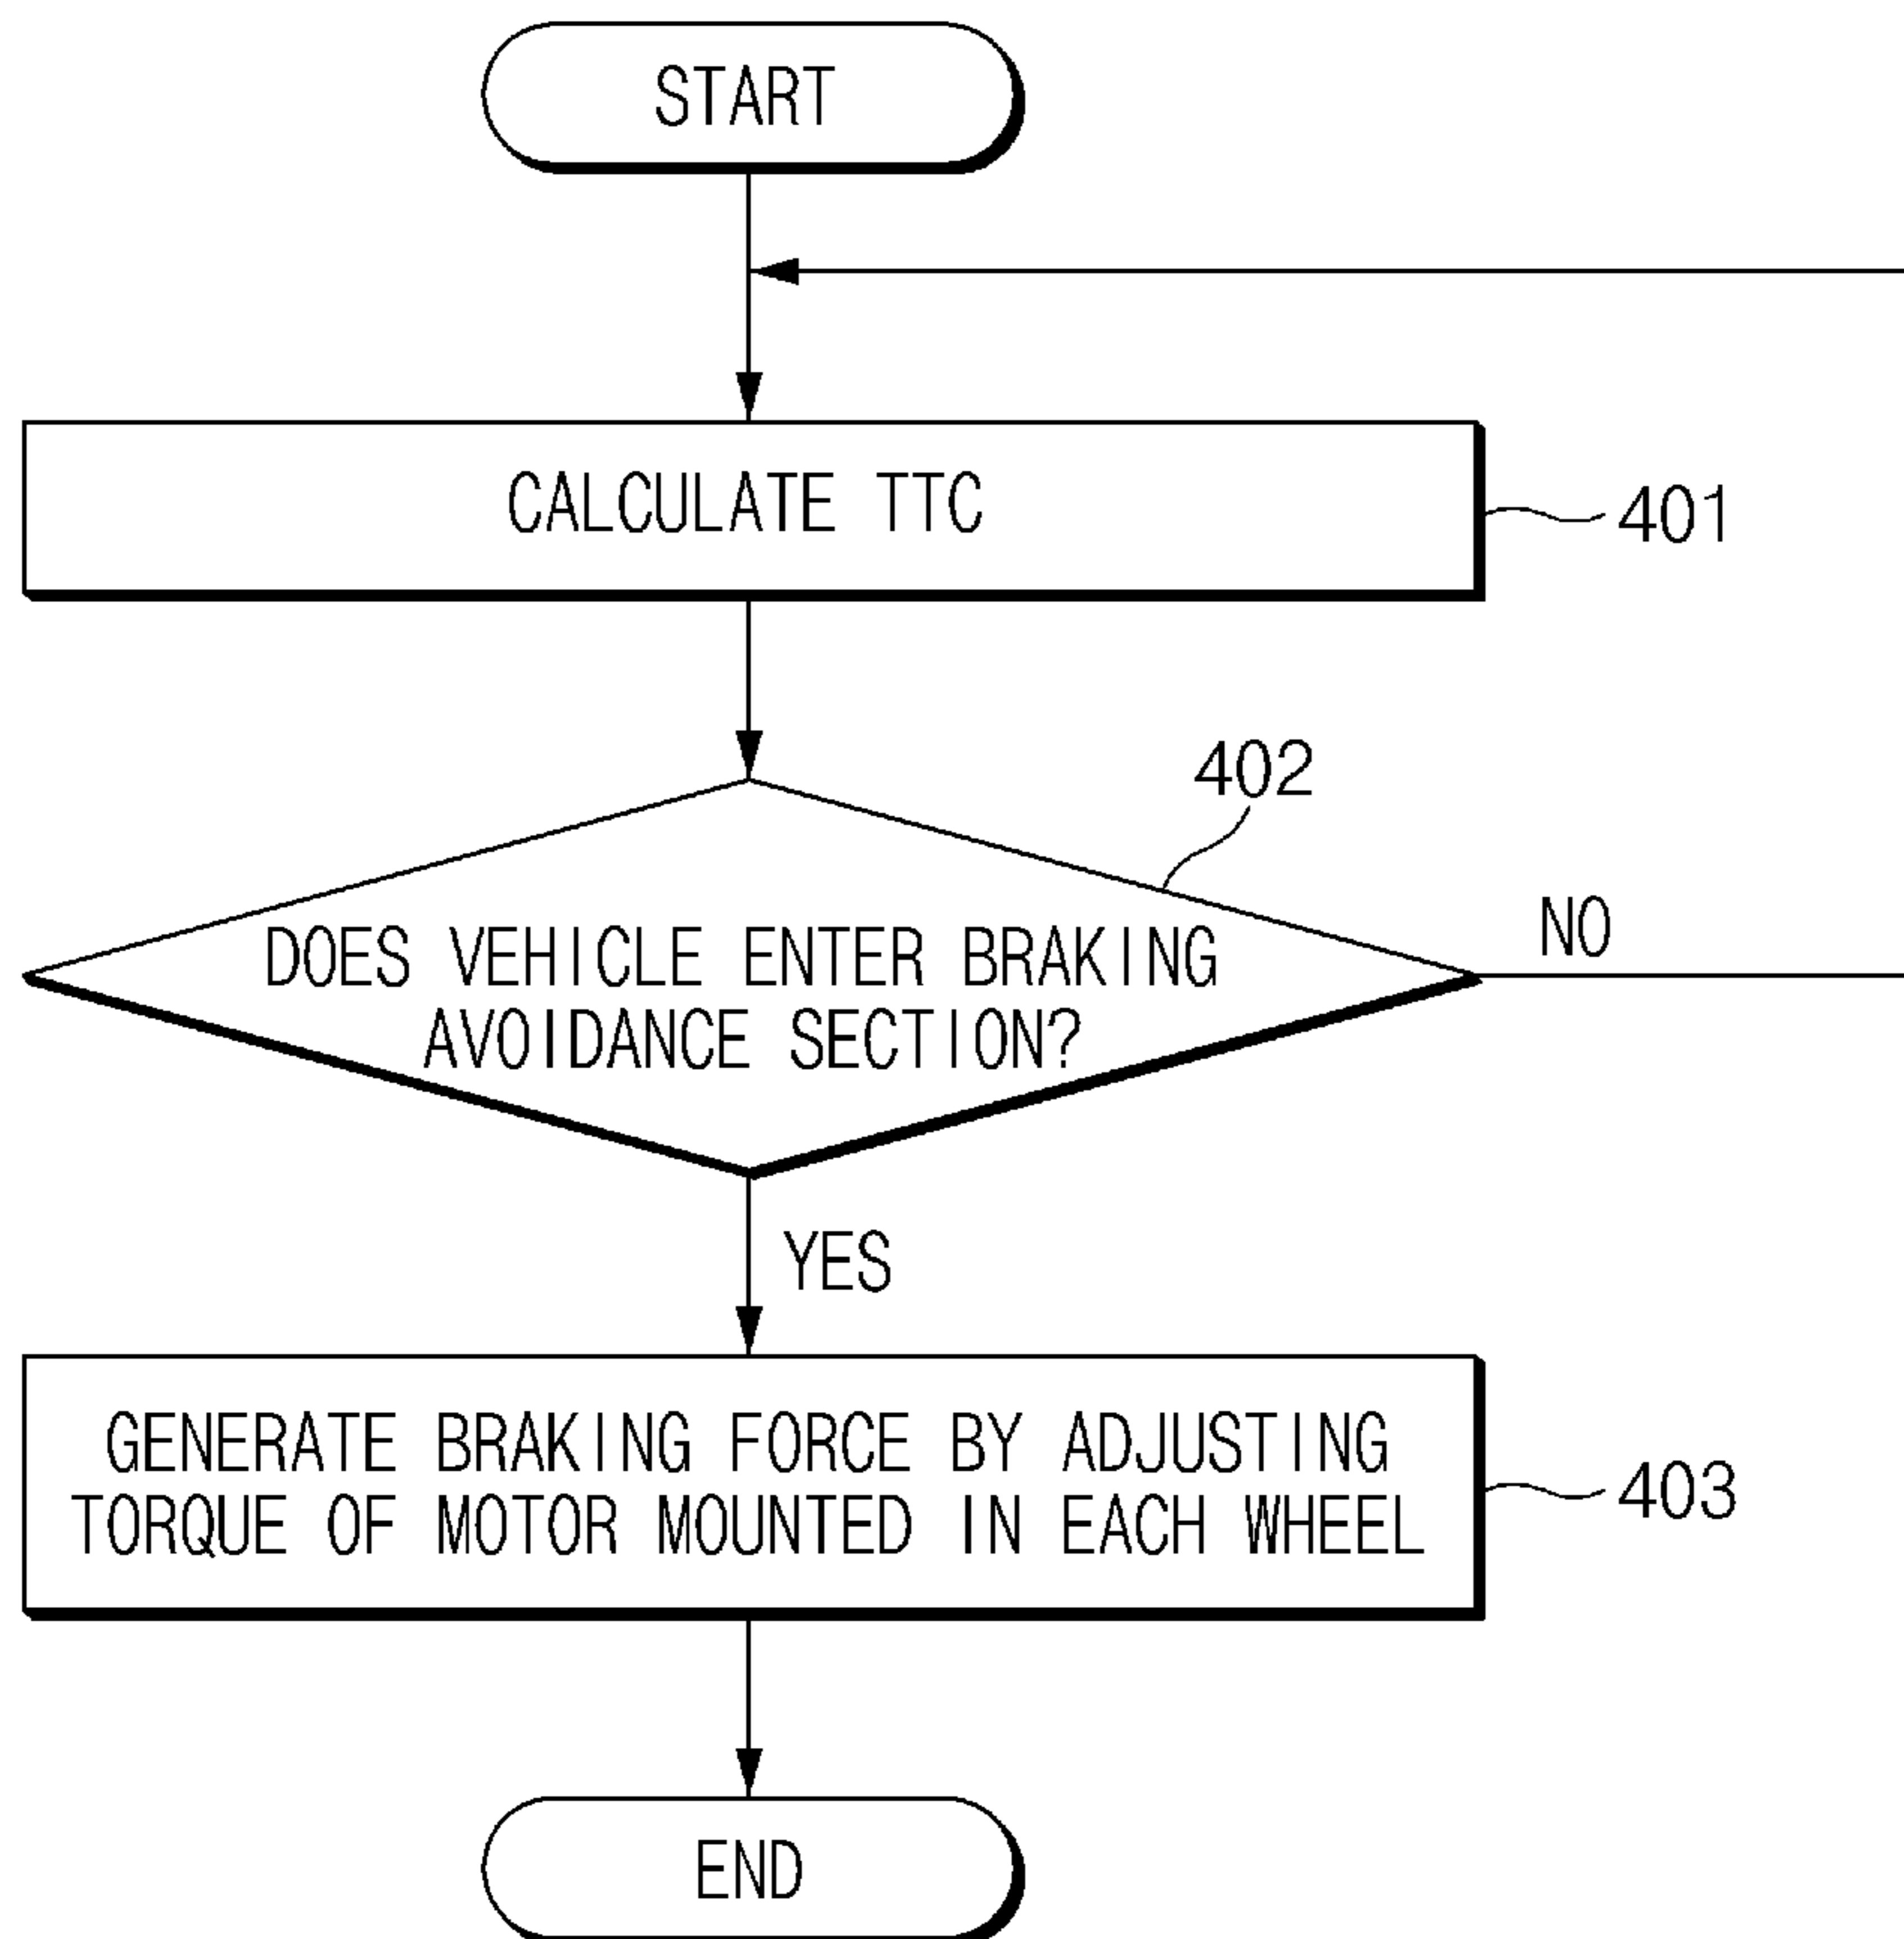 START
CALCULATE TTC
401
402
DOES VEHICLE ENTER BRAKING
AVOIDANCE SECTION?
NO
YES
GENERATE BRAKING FORCE BY ADJUSTING
TORQUE OF MOTOR MOUNTED IN EACH WHEEL
403
END